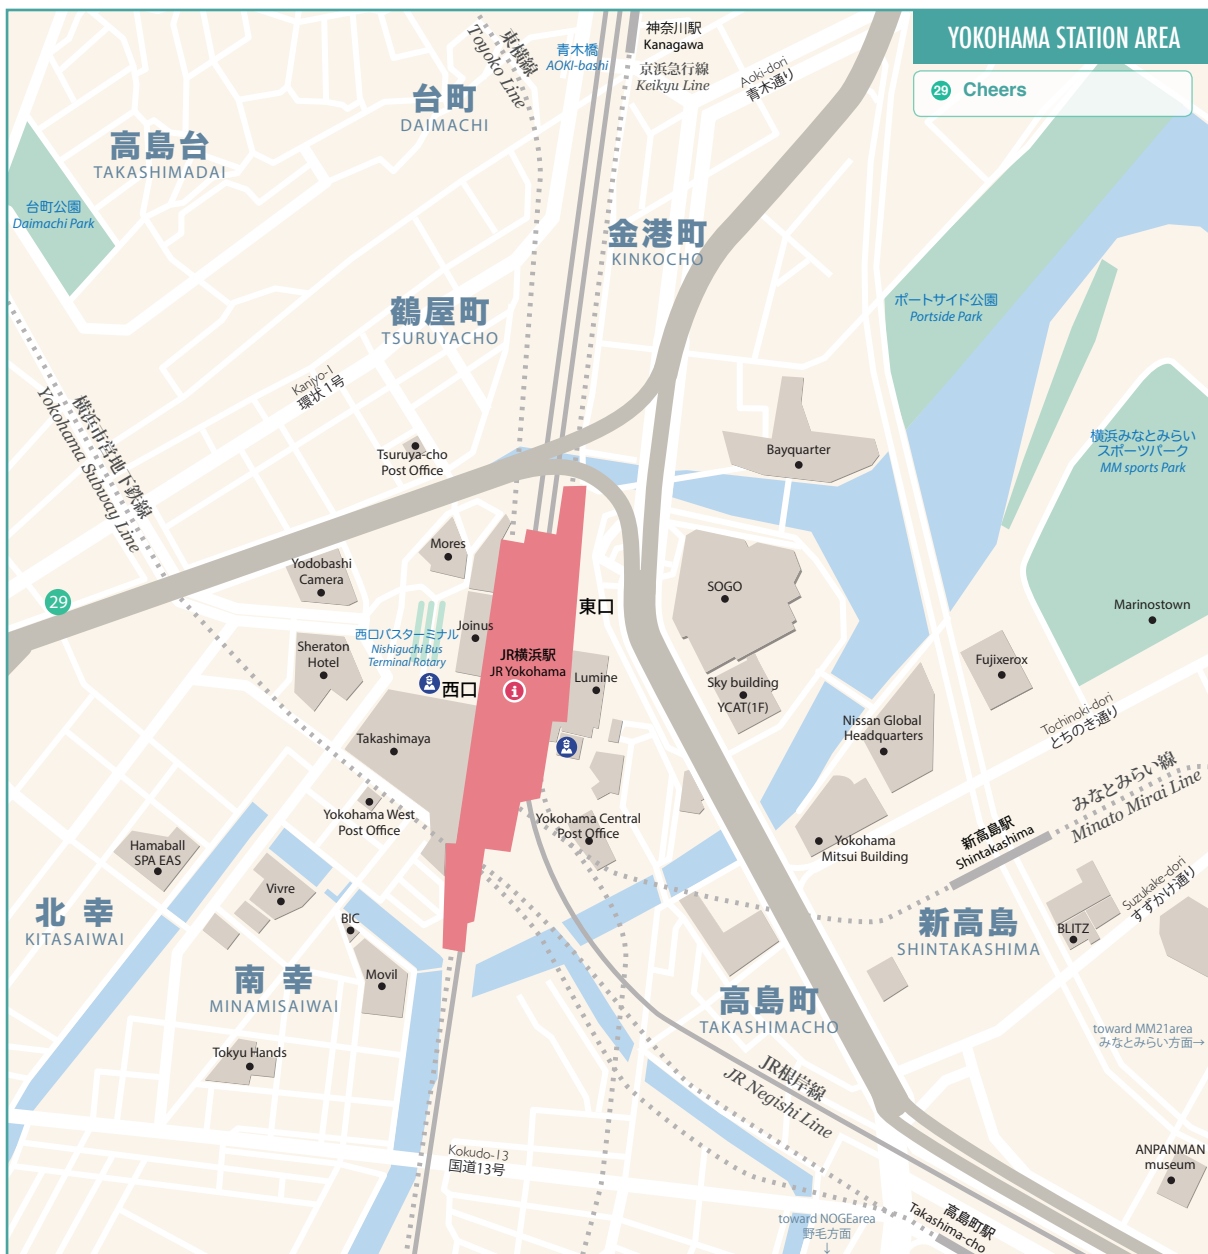 YOKOHAMA STATION AREA
29 Cheers
神奈川駅
Kanagawa
京浜急行線
Keikyu Line
青木橋
AOKI-bashi
東横線
Toyoko Line
Aoki-dori
青木通り
台町
DAIMACHI
高島台
TAKASHIMADAI
台町公園
Daimachi Park
金港町
KINKOCHO
鶴屋町
TSURUYACHO
ポートサイド公園
Portside Park
Kanjyo-1
環状1号
横浜市営地下鉄線
Yokohama Subway Line
Tsuruya-cho
Post Office
Bayquarter
横浜みなとみらい
スポーツパーク
MM sports Park
Mores
Yodobashi
Camera
SOGO
29
東口
Marinostown
西口バスターミナル
Nishiguchi Bus
Terminal Rotary
Joinus
Sheraton
Hotel
JR横浜駅
JR Yokohama
Lumine
西口
Fujixerox
Sky building
YCAT(1F)
Nissan Global
Headquarters
Tochinoki-dori
とちのき通り
Takashimaya
みなとみらい線
Minato Mirai Line
Yokohama West
Post Office
Yokohama Central
Post Office
Yokohama
Mitsui Building
新高島駅
Shintakashima
Hamaball
SPA EAS
Vivre
BIC
Suzukake-dori
すずかけ通り
北幸
KITASAIWAI
新高島
SHINTAKASHIMA
BLITZ
南幸
MINAMISAIWAI
Movil
高島町
TAKASHIMACHO
toward MM21area
みなとみらい方面→
Tokyu Hands
JR根岸線
JR Negishi Line
Kokudo-13
国道13号
ANPANMAN
museum
toward NOGEarea
野毛方面
↓
高島町駅
Takashima-cho